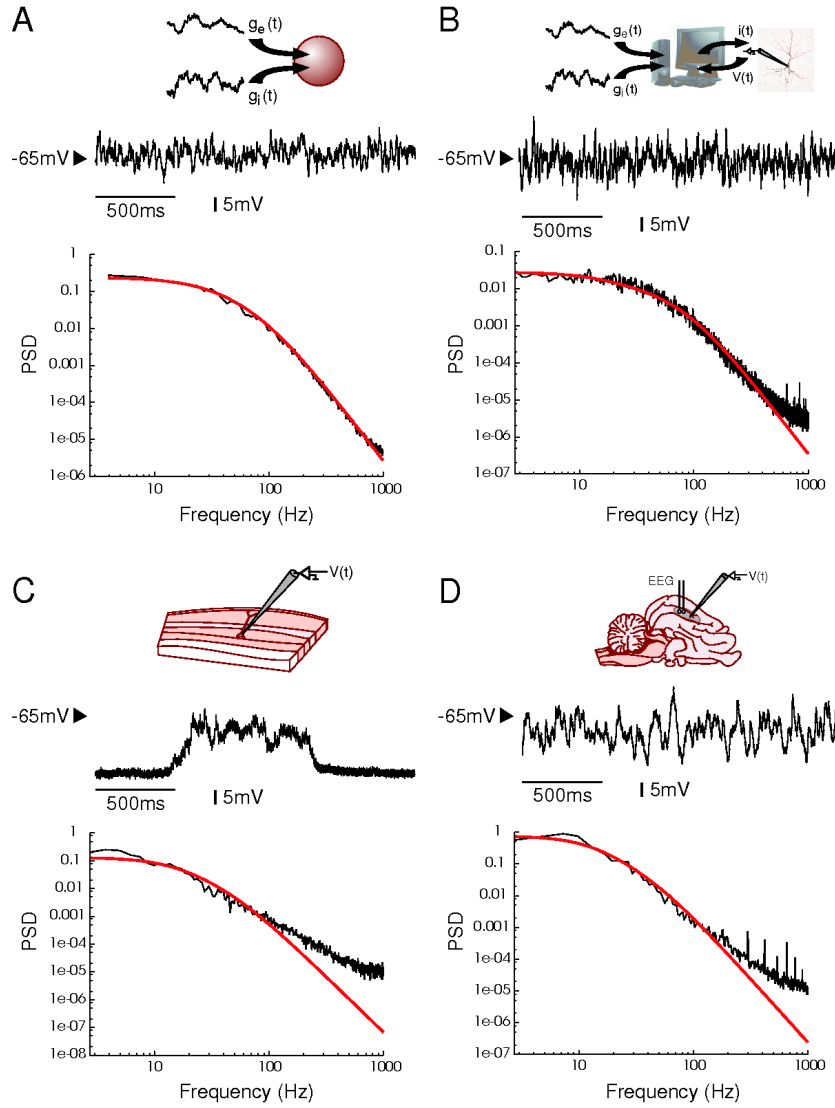 A
gₑ(t)
gᵢ(t)
-65mV
500ms
5mV
PSD
1
0.1
0.01
0.001
1e-04
1e-05
1e-06
10
100
1000
Frequency (Hz)
B
gₑ(t)
gᵢ(t)
i(t)
V(t)
-65mV
500ms
5mV
PSD
0.1
0.01
0.001
1e-04
1e-05
1e-06
1e-07
10
100
1000
Frequency (Hz)
C
V(t)
-65mV
500ms
5mV
PSD
1
0.1
0.01
0.001
1e-04
1e-05
1e-06
1e-07
1e-08
10
100
1000
Frequency (Hz)
D
EEG
V(t)
-65mV
500ms
5mV
PSD
1
0.1
0.01
0.001
1e-04
1e-05
1e-06
1e-07
10
100
1000
Frequency (Hz)